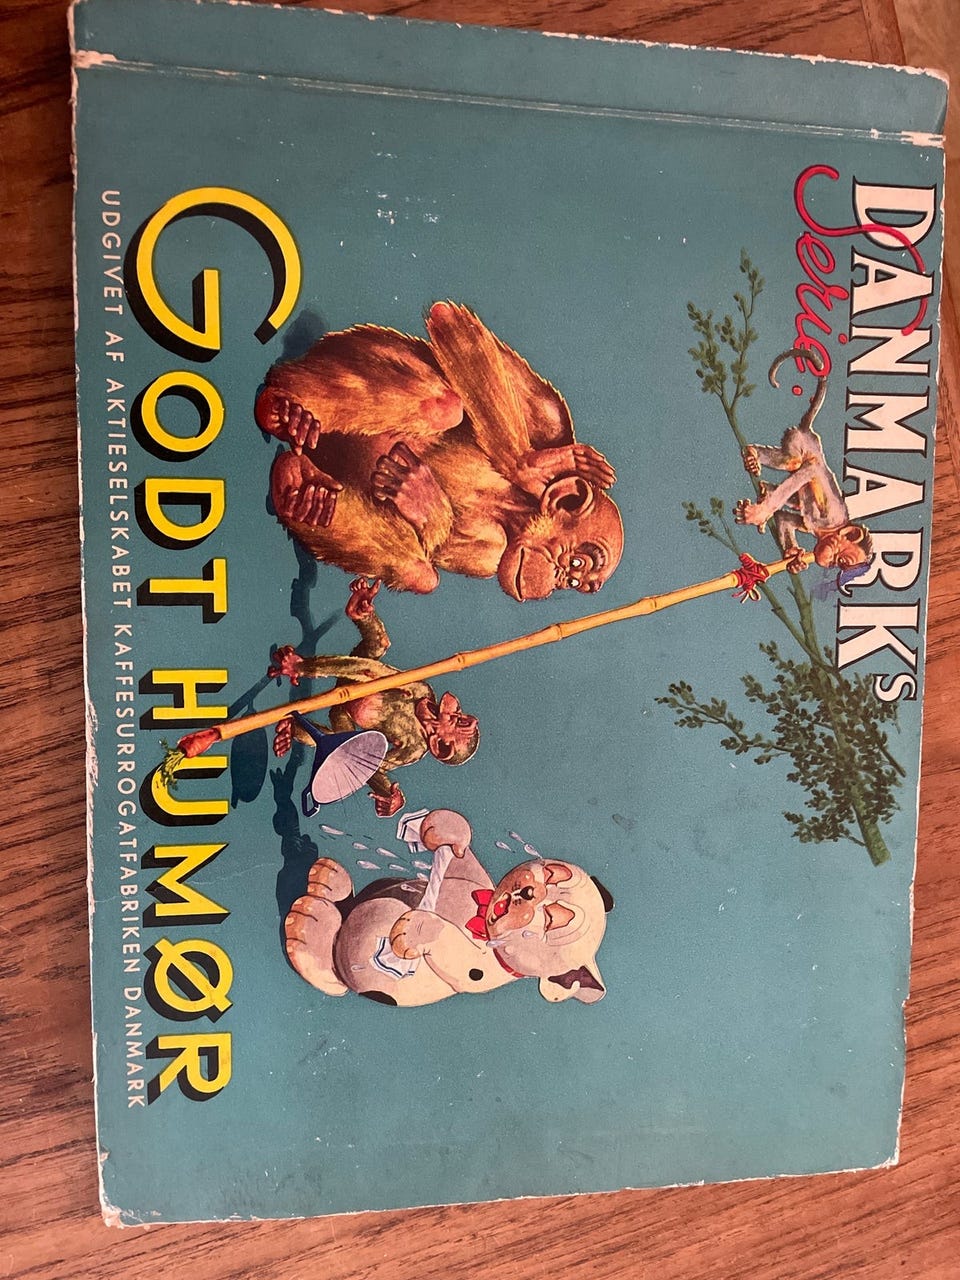 DANMARKS
Serie.
GODT HUMØR
UDGIVET AF AKTIESELSKABET KAFFESURROGATFABRIKEN DANMARK